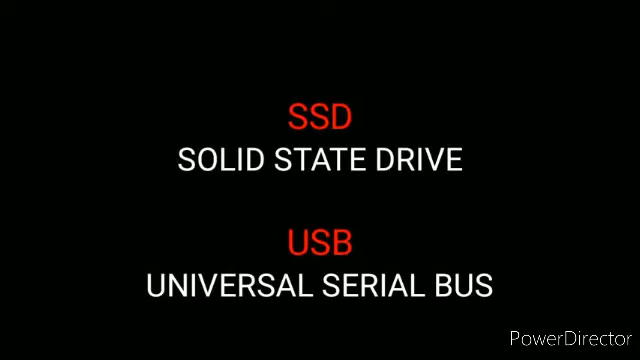 SSD
SOLID STATE DRIVE
USB
UNIVERSAL SERIAL BUS
PowerDirector